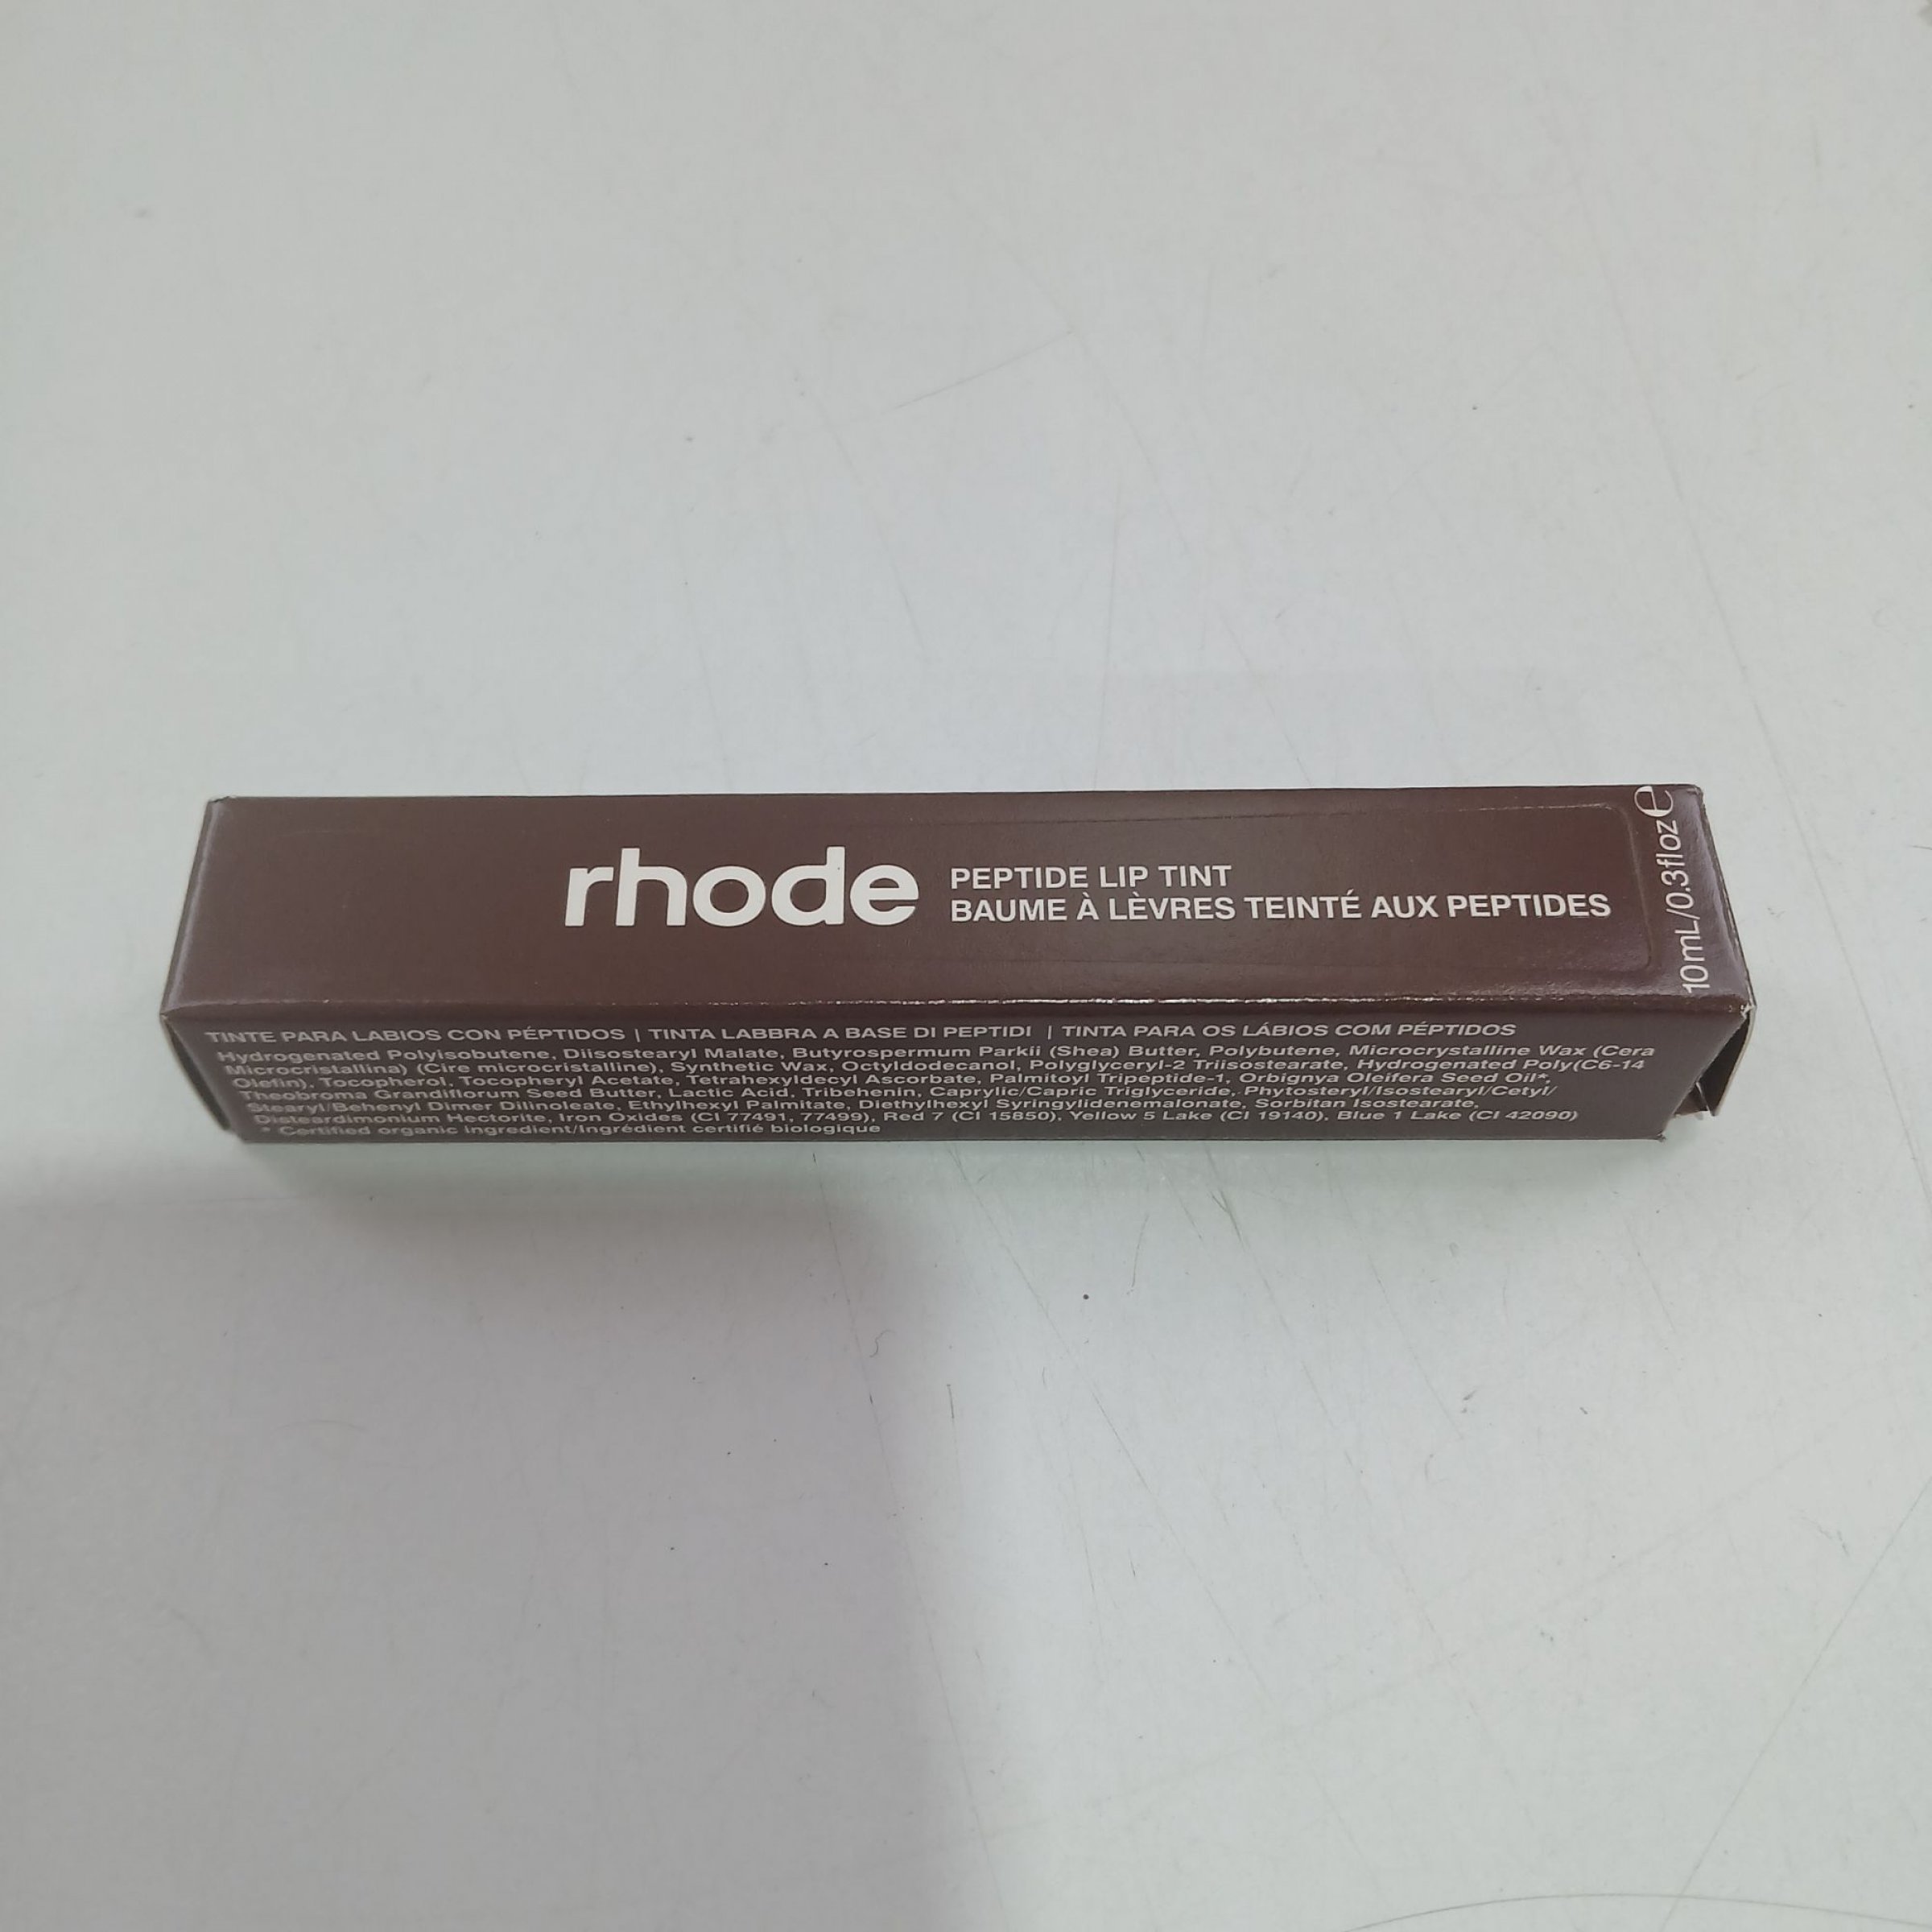 rhode
PEPTIDE LIP TINT
BAUME À LÈVRES TEINTÉ AUX PEPTIDES
10mL/0.3floz℮
TINTE PARA LABIOS CON PÉPTIDOS | TINTA LABBRA A BASE DI PEPTIDI | TINTA PARA OS LÁBIOS COM PÉPTIDOS
Hydrogenated Polyisobutene, Diisostearyl Malate, Butyrospermum Parkii (Shea) Butter, Polybutene, Microcrystalline Wax (Cera
Microcristallina) (Cire microcristalline), Synthetic Wax, Octyldodecanol, Polyglyceryl-2 Triisostearate, Hydrogenated Poly(C6-14
Olefin), Tocopherol, Tocopheryl Acetate, Tetrahexyldecyl Ascorbate, Palmitoyl Tripeptide-1, Orbignya Oleifera Seed Oil*,
Theobroma Grandiflorum Seed Butter, Lactic Acid, Tribehenin, Caprylic/Capric Triglyceride, Phytosteryl/Isostearyl/Cetyl/
Stearyl/Behenyl Dimer Dilinoleate, Ethylhexyl Palmitate, Diethylhexyl Syringylidenemalonate, Sorbitan Isostearate,
Disteardimonium Hectorite, Iron Oxides (CI 77491, 77499), Red 7 (CI 15850), Yellow 5 Lake (CI 19140), Blue 1 Lake (CI 42090)
* Certified organic ingredient/Ingrédient certifié biologique